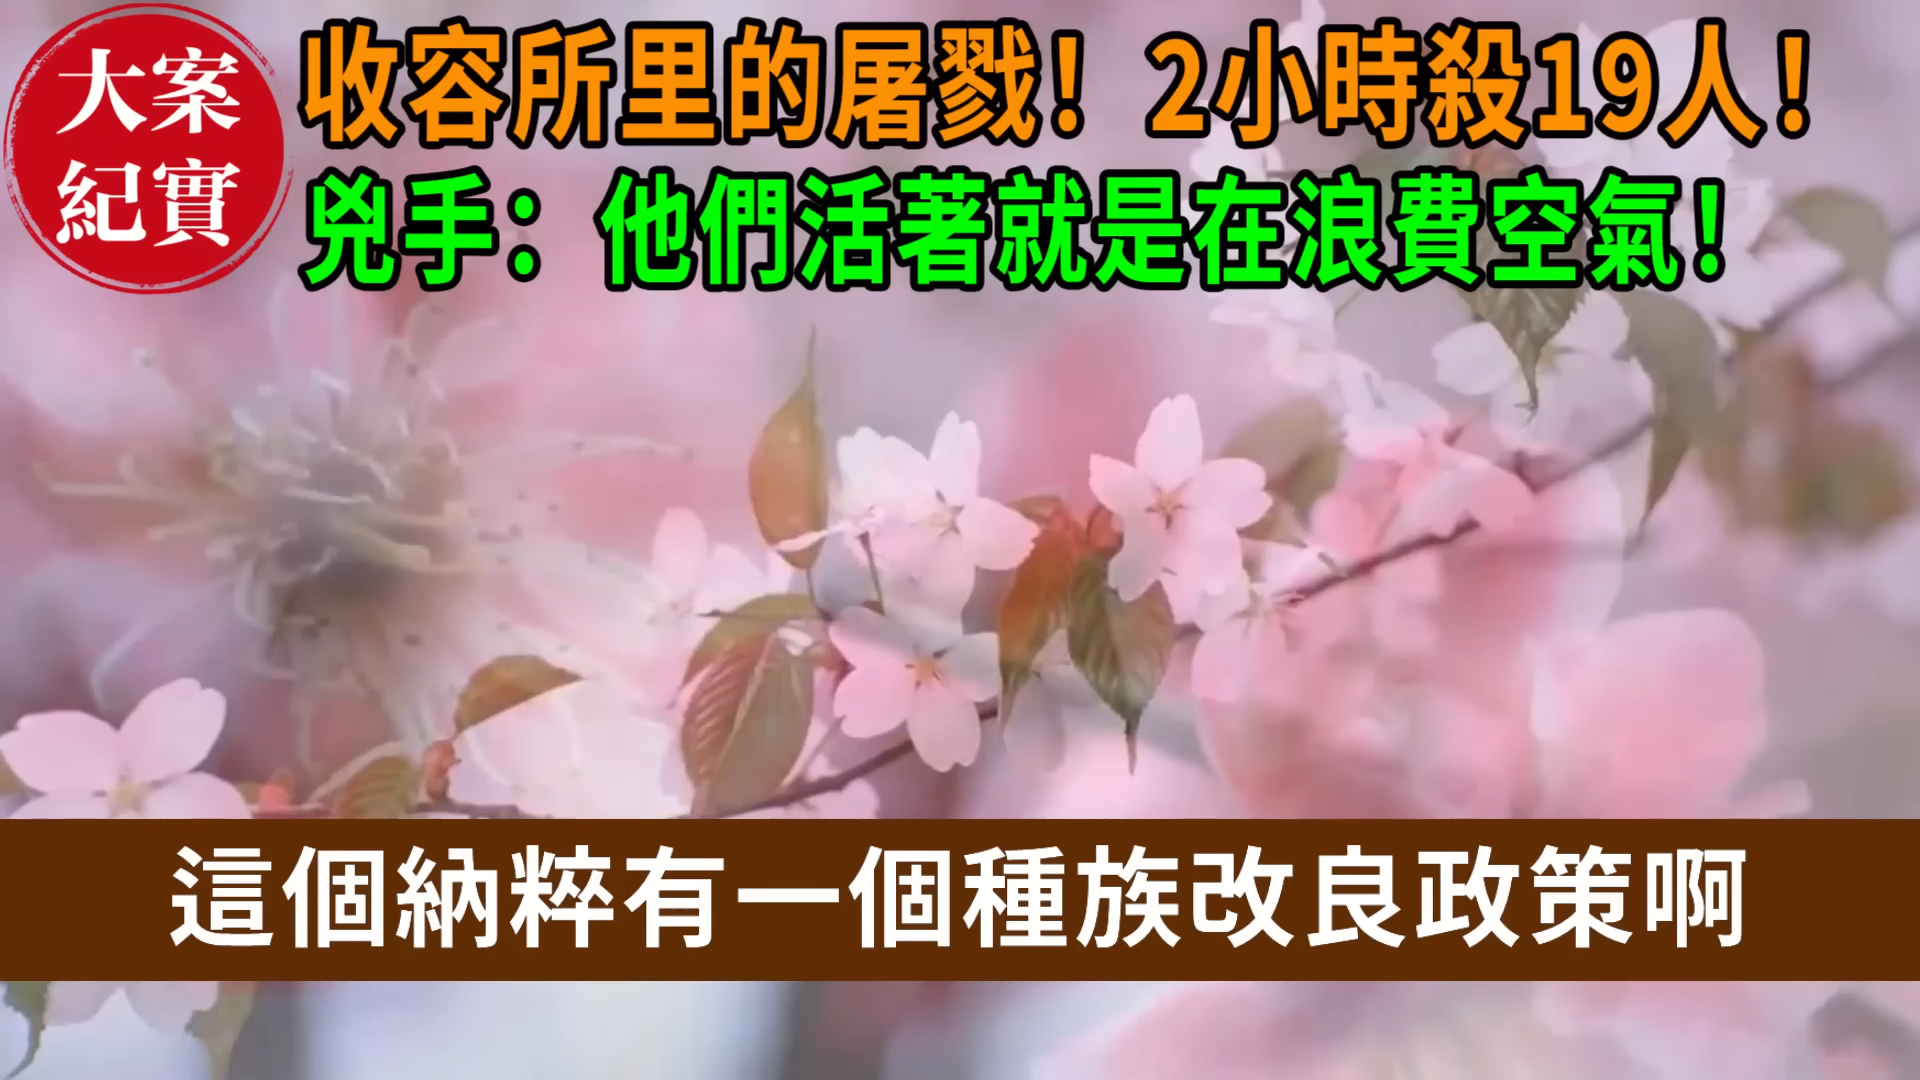 大案
紀實
收容所里的屠戮！2小時殺19人！
兇手：他們活著就是在浪費空氣！
這個納粹有一個種族改良政策啊